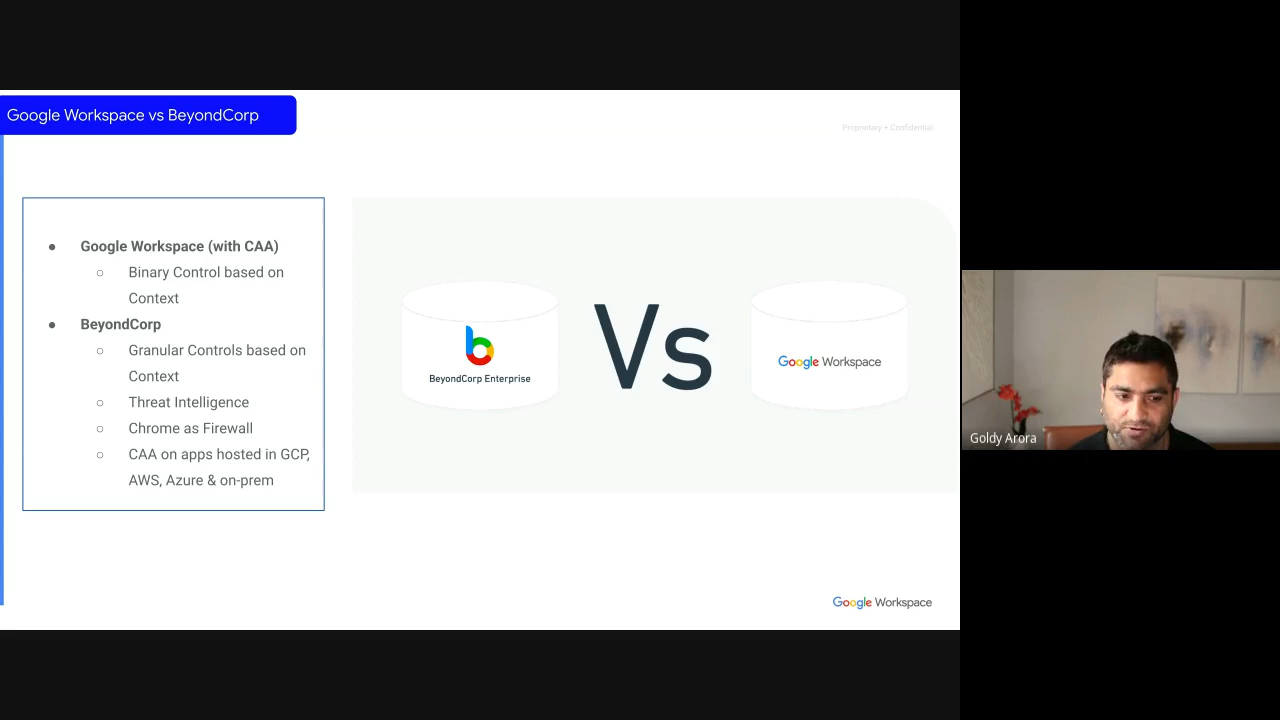 Google Workspace vs BeyondCorp
Proprietary + Confidential
Google Workspace (with CAA)
Binary Control based on
Context
BeyondCorp
Granular Controls based on
Context
Threat Intelligence
Chrome as Firewall
CAA on apps hosted in GCP,
AWS, Azure & on-prem
BeyondCorp Enterprise
Vs
Google Workspace
Google Workspace
Goldy Arora